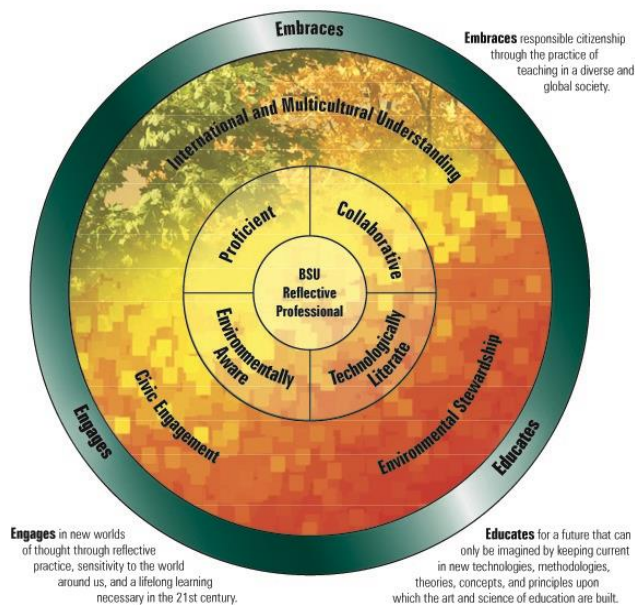 Embraces
Embraces responsible citizenship
through the practice of
teaching in a diverse and
global society.
International and Multicultural Understanding
Proficient
Collaborative
BSU
Reflective
Professional
Environmentally
Aware
Technologically
Literate
Civic Engagement
Environmental Stewardship
Engages
Educates
Engages in new worlds
of thought through reflective
practice, sensitivity to the world
around us, and a lifelong learning
necessary in the 21st century.
Educates for a future that can
only be imagined by keeping current
in new technologies, methodologies,
theories, concepts, and principles upon
which the art and science of education are built.